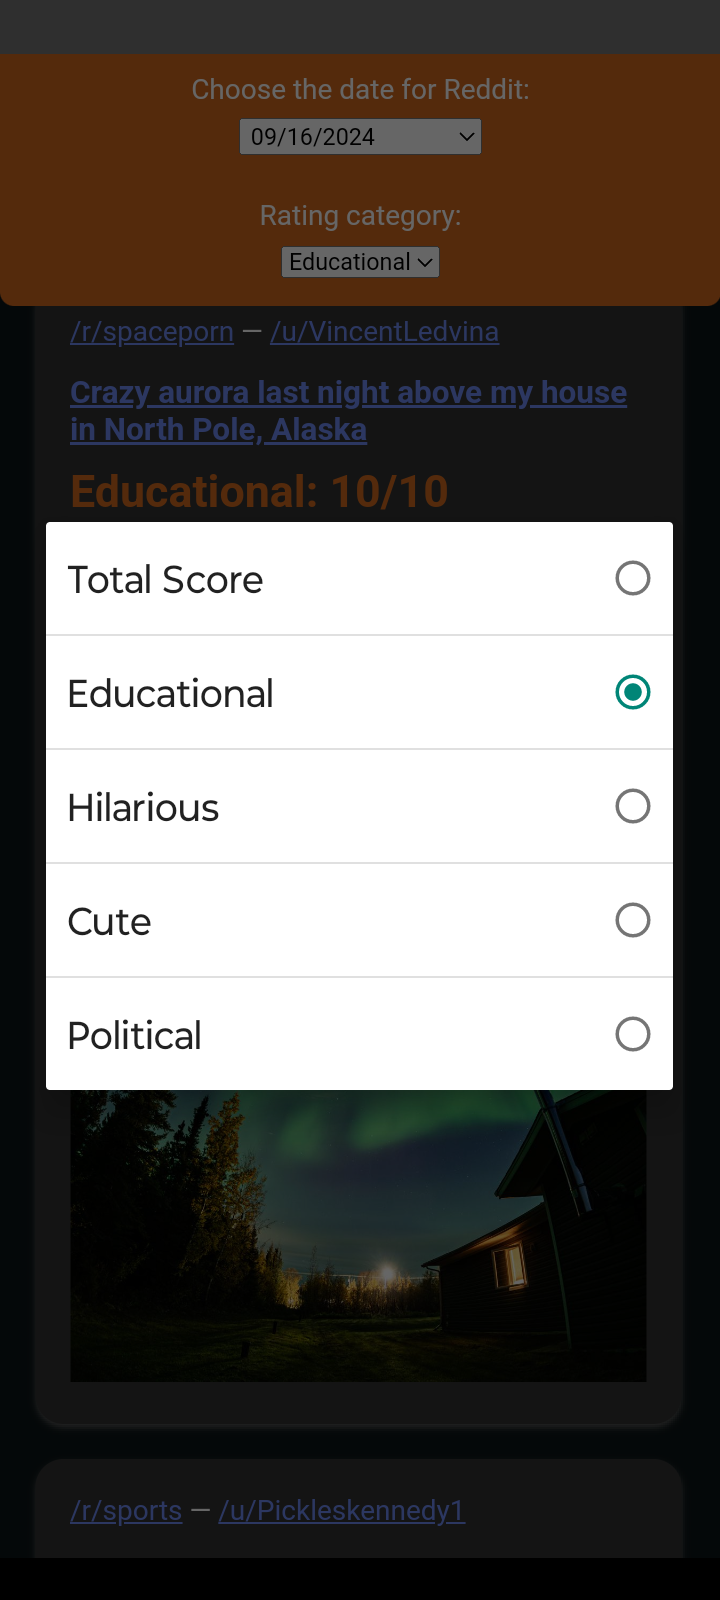 Choose the date for Reddit:
09/16/2024
Rating category:
Educational
/r/spaceporn — /u/VincentLedvina
Crazy aurora last night above my house
in North Pole, Alaska
Educational: 10/10
Total Score
Educational
Hilarious
Cute
Political
/r/sports — /u/Pickleskennedy1